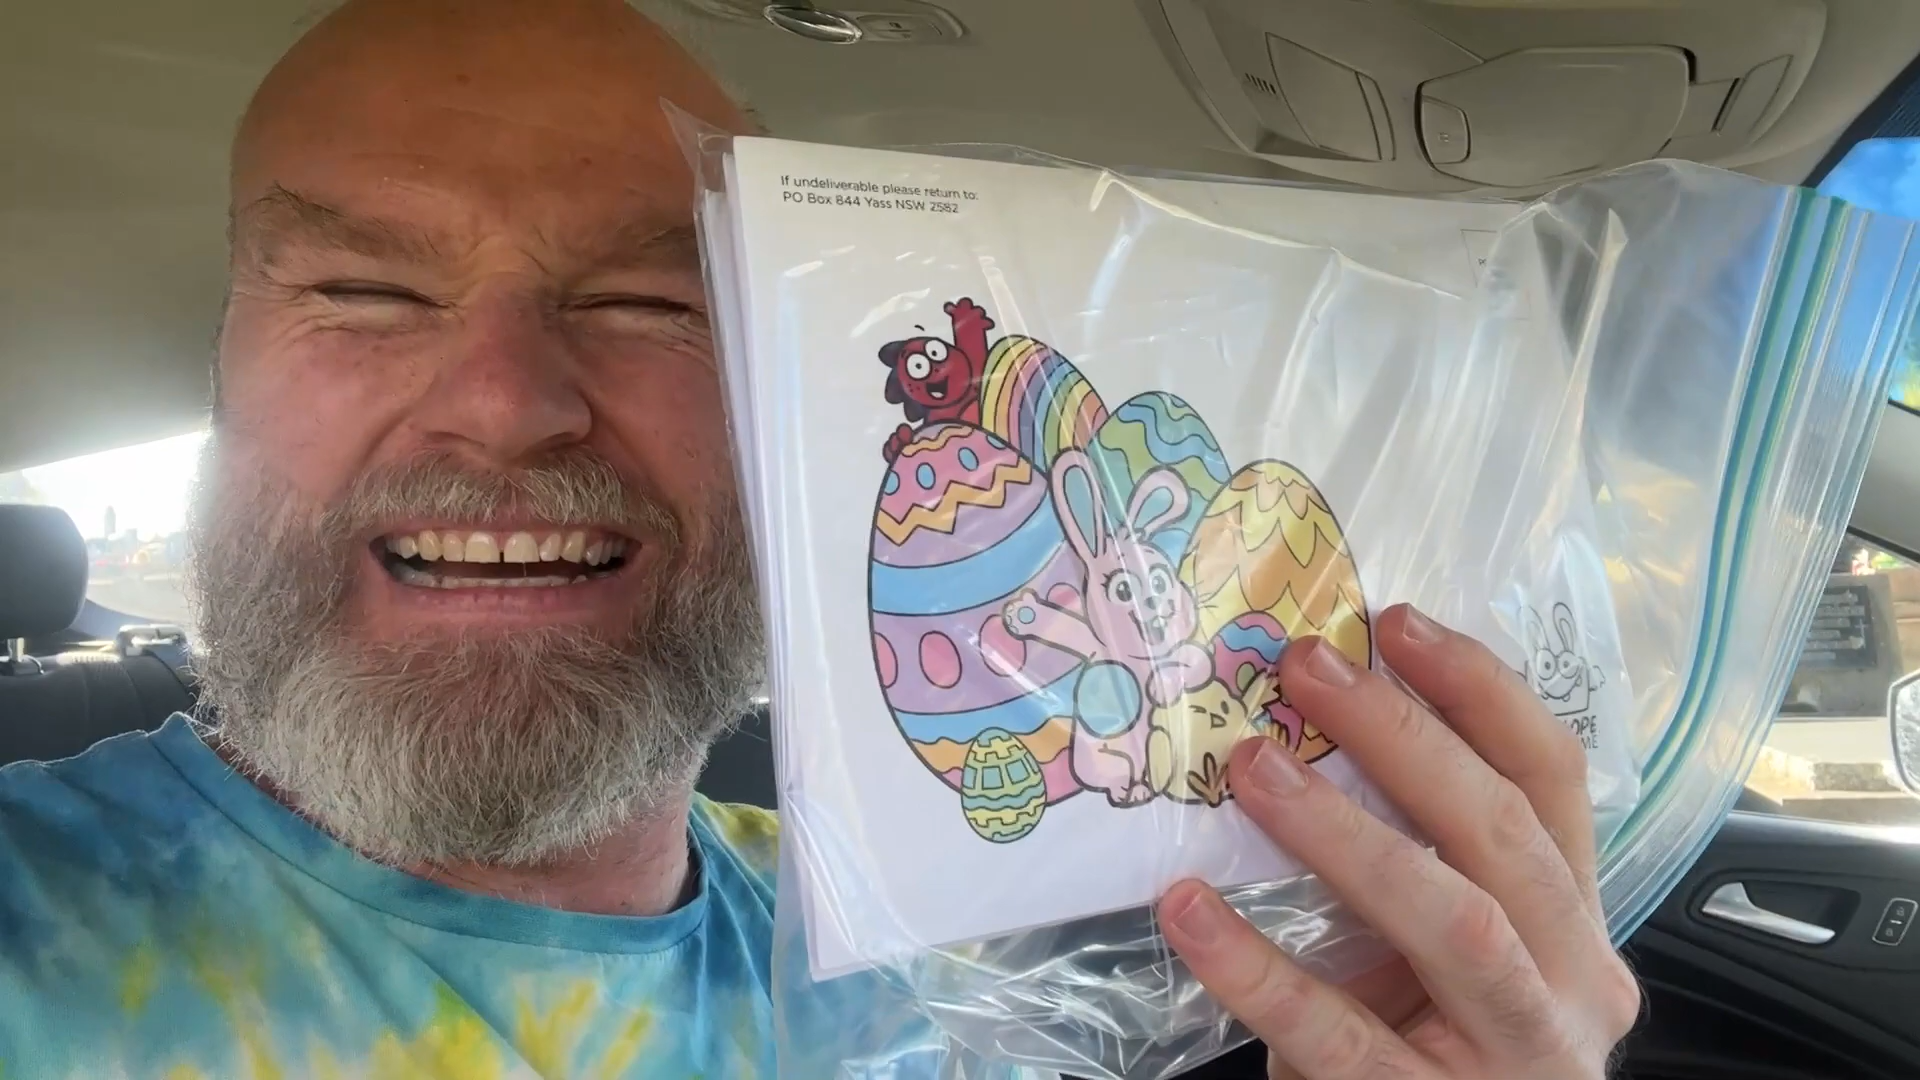 If undeliverable please return to:
PO Box 844 Yass NSW 2582